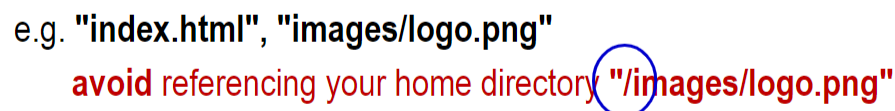 e.g. "index.html", "images/logo.png"
avoid referencing your home directory "/images/logo.png"